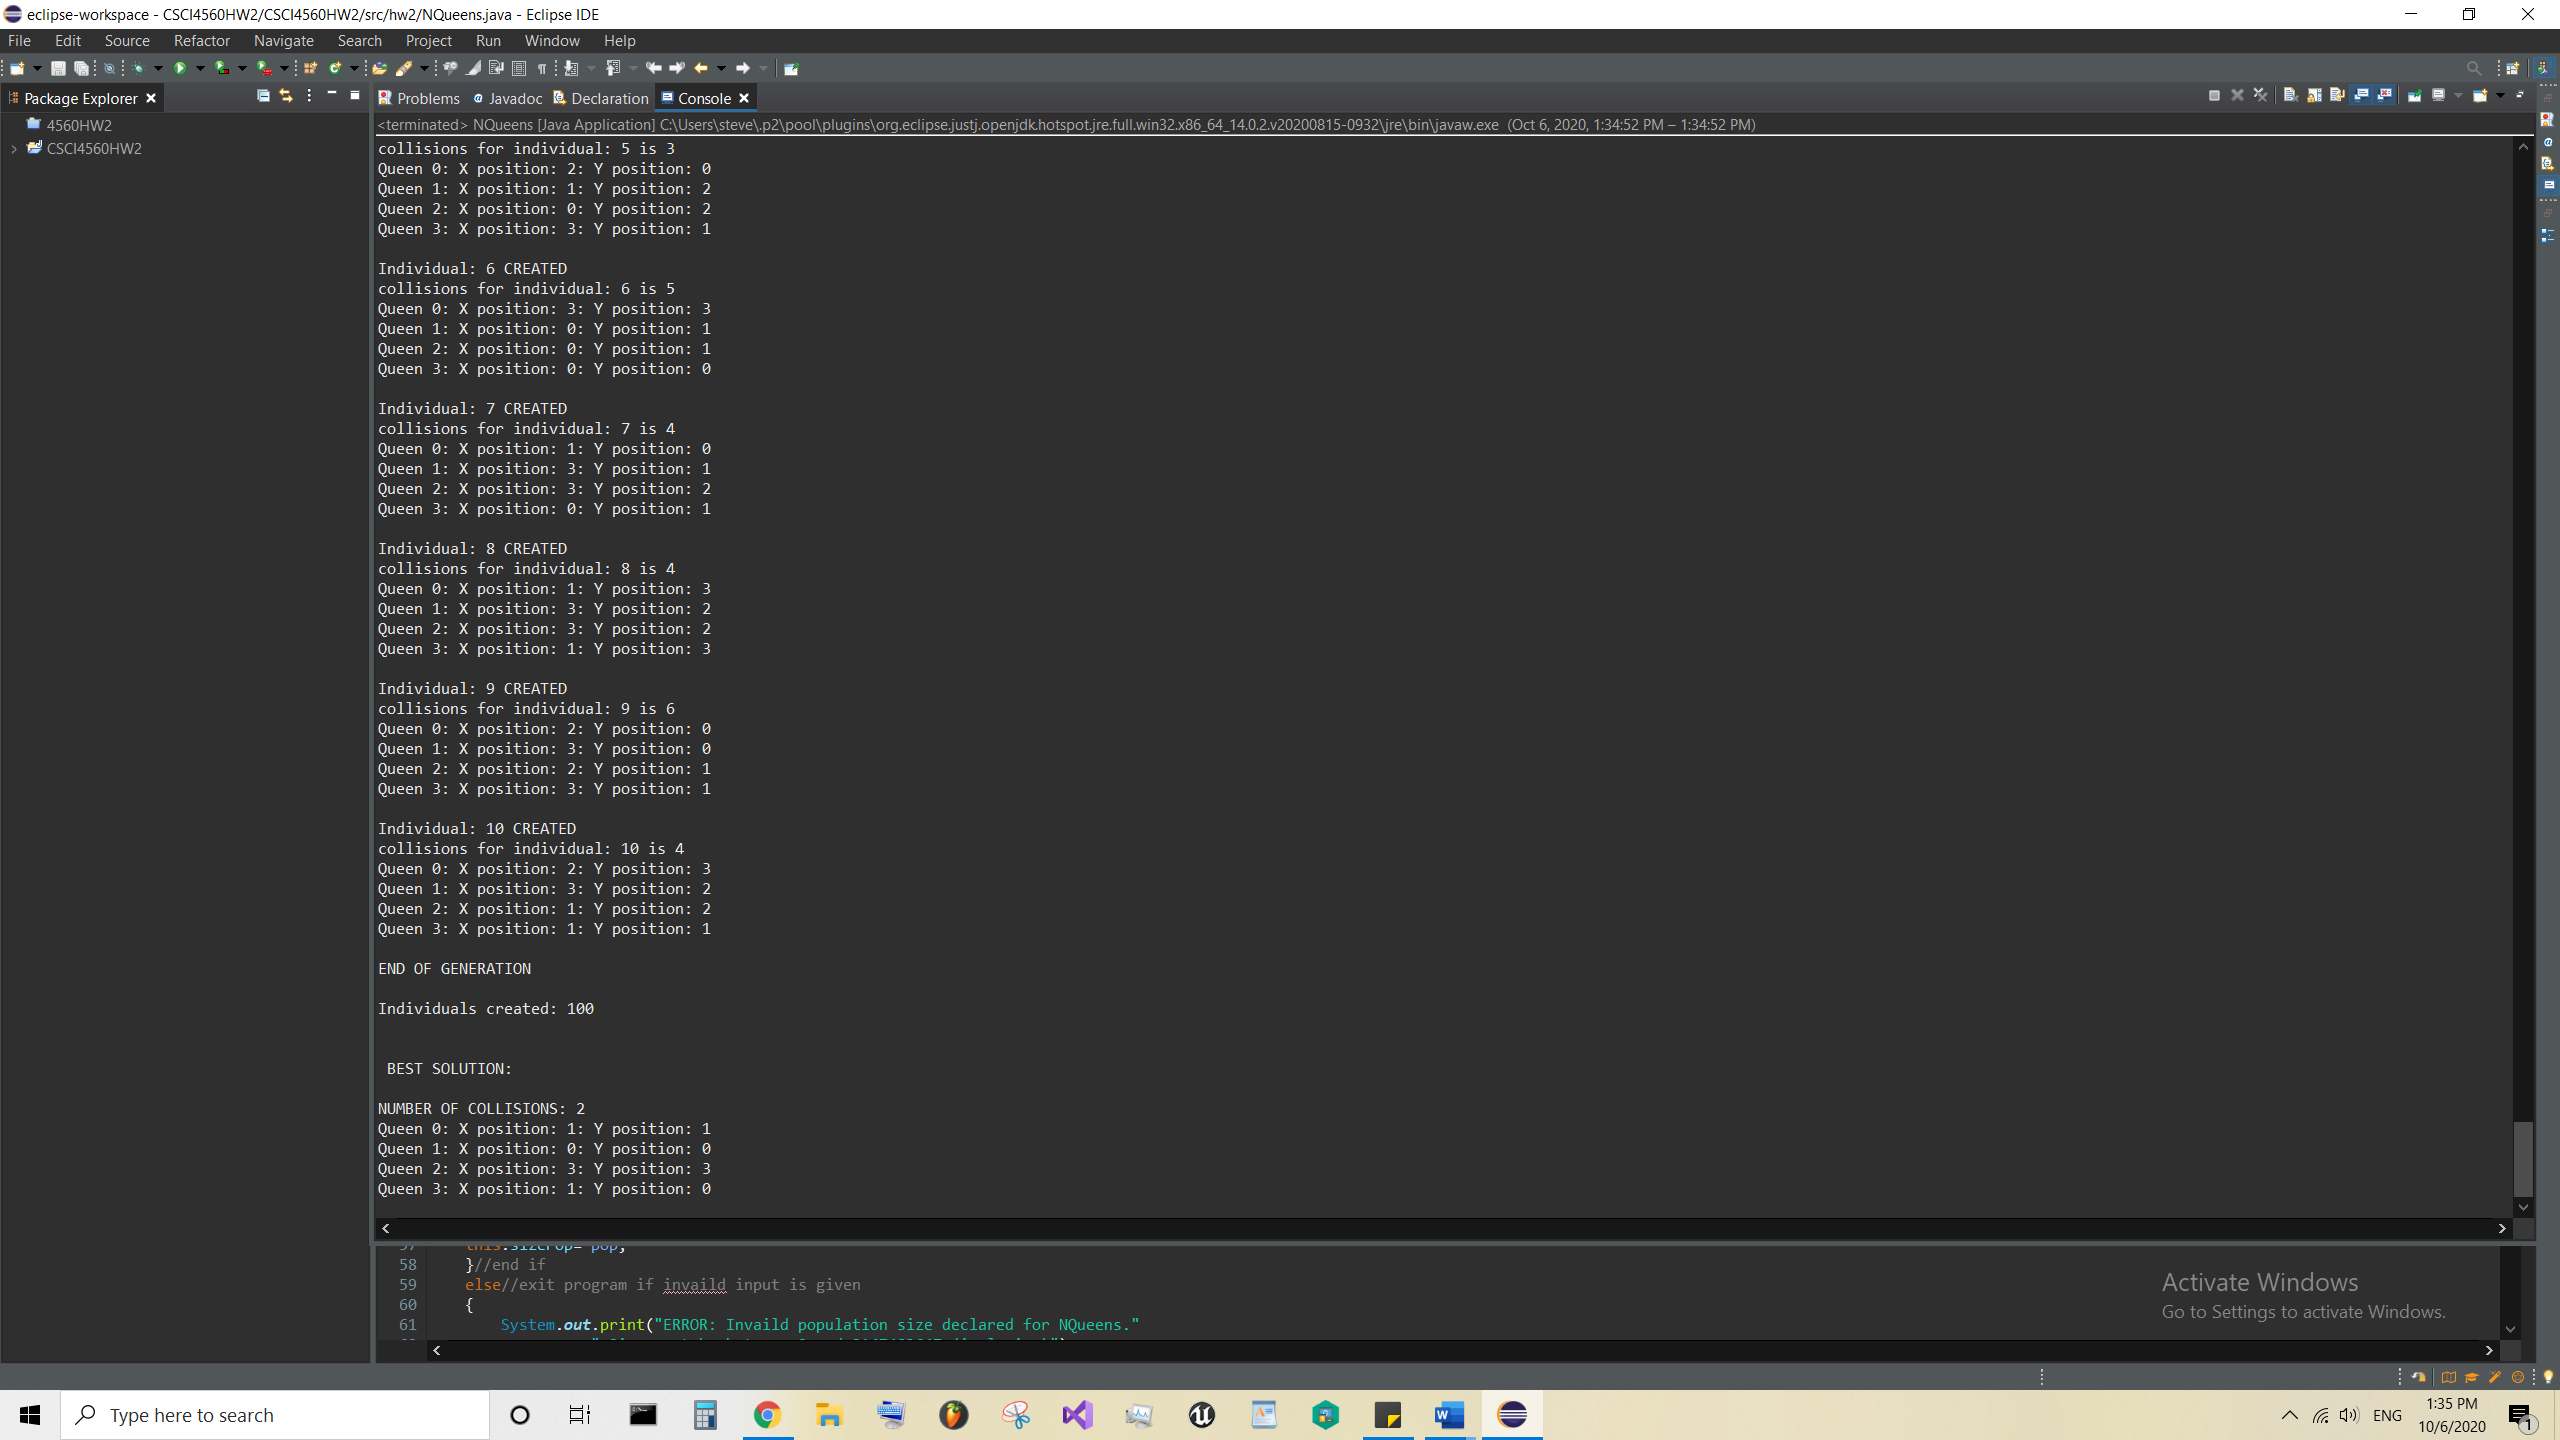 eclipse-workspace - CSCI4560HW2/CSCI4560HW2/src/hw2/NQueens.java - Eclipse IDE
File Edit Source Refactor Navigate Search Project Run Window Help
Package Explorer
Problems Javadoc Declaration Console
4560HW2
CSCI4560HW2
<terminated> NQueens [Java Application] C:\Users\steve\.p2\pool\plugins\org.eclipse.justj.openjdk.hotspot.jre.full.win32.x86_64_14.0.2.v20200815-0932\jre\bin\javaw.exe (Oct 6, 2020, 1:34:52 PM – 1:34:52 PM)
collisions for individual: 5 is 3
Queen 0: X position: 2: Y position: 0
Queen 1: X position: 1: Y position: 2
Queen 2: X position: 0: Y position: 2
Queen 3: X position: 3: Y position: 1
Individual: 6 CREATED
collisions for individual: 6 is 5
Queen 0: X position: 3: Y position: 3
Queen 1: X position: 0: Y position: 1
Queen 2: X position: 0: Y position: 1
Queen 3: X position: 0: Y position: 0
Individual: 7 CREATED
collisions for individual: 7 is 4
Queen 0: X position: 1: Y position: 0
Queen 1: X position: 3: Y position: 1
Queen 2: X position: 3: Y position: 2
Queen 3: X position: 0: Y position: 1
Individual: 8 CREATED
collisions for individual: 8 is 4
Queen 0: X position: 1: Y position: 3
Queen 1: X position: 3: Y position: 2
Queen 2: X position: 3: Y position: 2
Queen 3: X position: 1: Y position: 3
Individual: 9 CREATED
collisions for individual: 9 is 6
Queen 0: X position: 2: Y position: 0
Queen 1: X position: 3: Y position: 0
Queen 2: X position: 2: Y position: 1
Queen 3: X position: 3: Y position: 1
Individual: 10 CREATED
collisions for individual: 10 is 4
Queen 0: X position: 2: Y position: 3
Queen 1: X position: 3: Y position: 2
Queen 2: X position: 1: Y position: 2
Queen 3: X position: 1: Y position: 1
END OF GENERATION
Individuals created: 100
BEST SOLUTION:
NUMBER OF COLLISIONS: 2
Queen 0: X position: 1: Y position: 1
Queen 1: X position: 0: Y position: 0
Queen 2: X position: 3: Y position: 3
Queen 3: X position: 1: Y position: 0
57 this.sizePop= pop;
58 }//end if
59 else//exit program if invaild input is given
60 {
61 System.out.print("ERROR: Invaild population size declared for NQueens."
Activate Windows
Go to Settings to activate Windows.
Type here to search
ENG
1:35 PM
10/6/2020
1